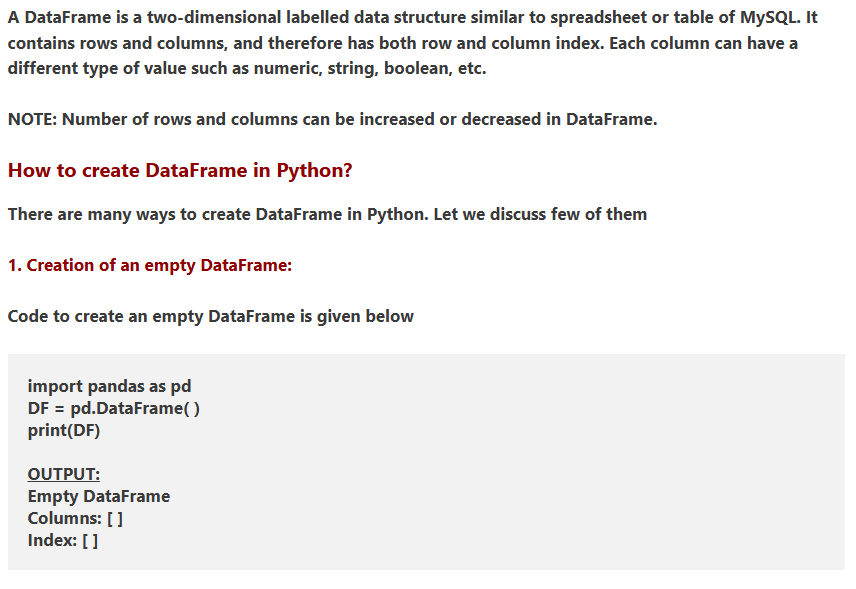 A DataFrame is a two-dimensional labelled data structure similar to spreadsheet or table of MySQL. It
contains rows and columns, and therefore has both row and column index. Each column can have a
different type of value such as numeric, string, boolean, etc.
NOTE: Number of rows and columns can be increased or decreased in DataFrame.
How to create DataFrame in Python?
There are many ways to create DataFrame in Python. Let we discuss few of them
1. Creation of an empty DataFrame:
Code to create an empty DataFrame is given below
import pandas as pd
DF = pd.DataFrame( )
print(DF)
OUTPUT:
Empty DataFrame
Columns: [ ]
Index: [ ]